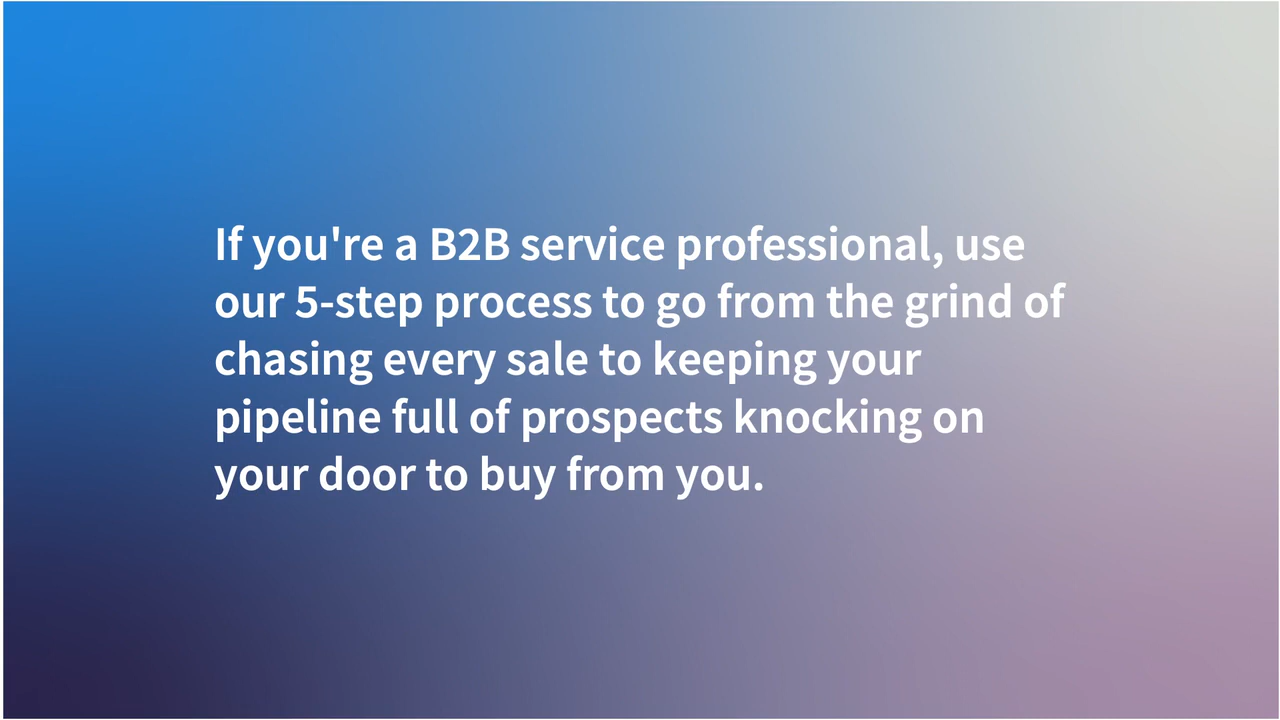 If you're a B2B service professional, use
our 5-step process to go from the grind of
chasing every sale to keeping your
pipeline full of prospects knocking on
your door to buy from you.